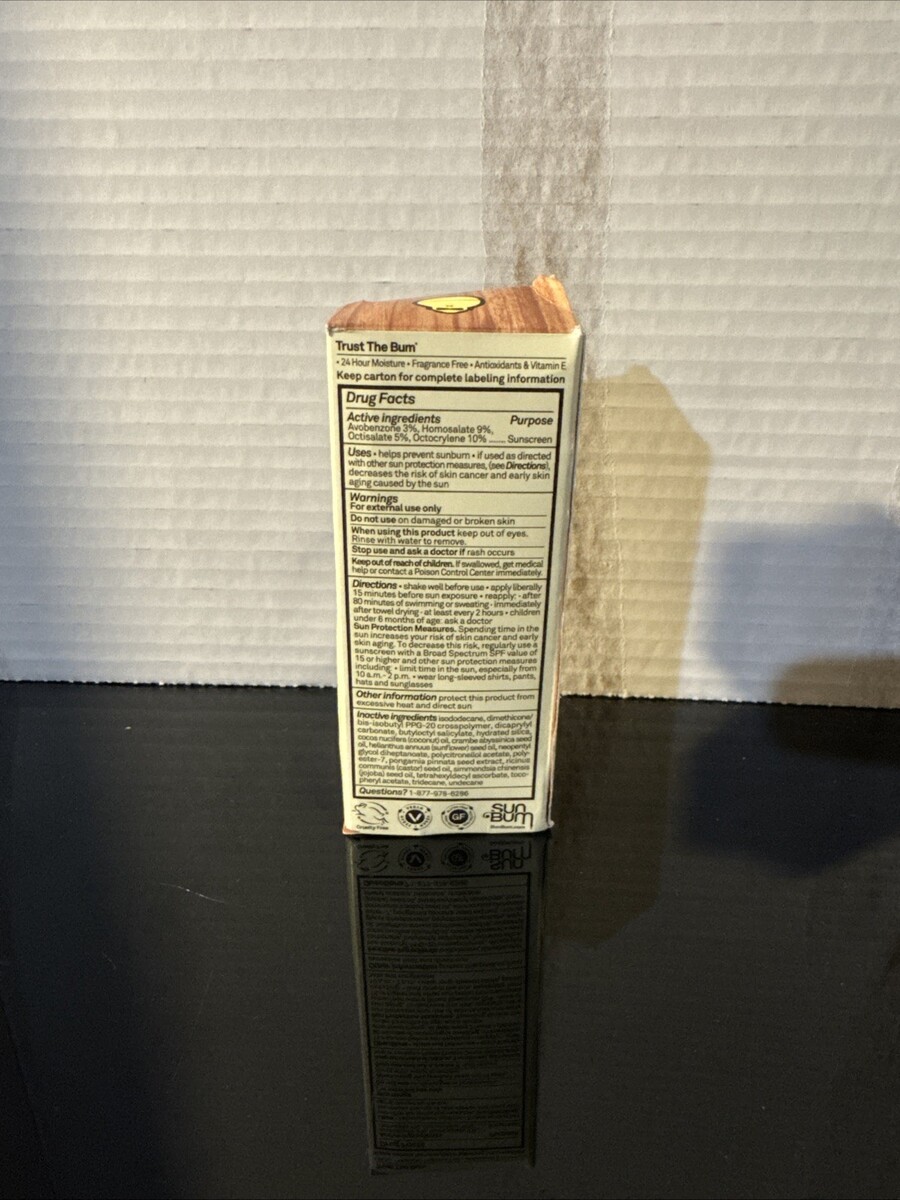 Trust The Bum®
• 24 Hour Moisture • Fragrance Free • Antioxidants & Vitamin E
Keep carton for complete labeling information
Drug Facts
Active ingredients Purpose
Avobenzone 3%, Homosalate 9%,
Octisalate 5%, Octocrylene 10% ...... Sunscreen
Uses • helps prevent sunburn • if used as directed
with other sun protection measures, (see Directions),
decreases the risk of skin cancer and early skin
aging caused by the sun
Warnings
For external use only
Do not use on damaged or broken skin
When using this product keep out of eyes.
Rinse with water to remove.
Stop use and ask a doctor if rash occurs
Keep out of reach of children. If swallowed, get medical
help or contact a Poison Control Center immediately.
Directions • shake well before use • apply liberally
15 minutes before sun exposure • reapply: - after
80 minutes of swimming or sweating - immediately
after towel drying - at least every 2 hours • children
under 6 months of age: ask a doctor
Sun Protection Measures. Spending time in the
sun increases your risk of skin cancer and early
skin aging. To decrease this risk, regularly use a
sunscreen with a Broad Spectrum SPF value of
15 or higher and other sun protection measures
including: • limit time in the sun, especially from
10 a.m.- 2 p.m. • wear long-sleeved shirts, pants,
hats and sunglasses
Other information protect this product from
excessive heat and direct sun
Inactive ingredients isododecane, dimethicone/
bis-isobutyl PPG-20 crosspolymer, dicaprylyl
carbonate, butyloctyl salicylate, hydrated silica,
cocos nucifera (coconut) oil, crambe abyssinica seed
oil, helianthus annuus (sunflower) seed oil, neopentyl
glycol diheptanoate, polycitronellol acetate, poly-
ester-7, pongamia pinnata seed extract, ricinus
communis (castor) seed oil, simmondsia chinensis
(jojoba) seed oil, tetrahexyldecyl ascorbate, toco-
pheryl acetate, tridecane, undecane
Questions? 1-877-978-6286
Cruelty Free
V
GF
SUN
BUM